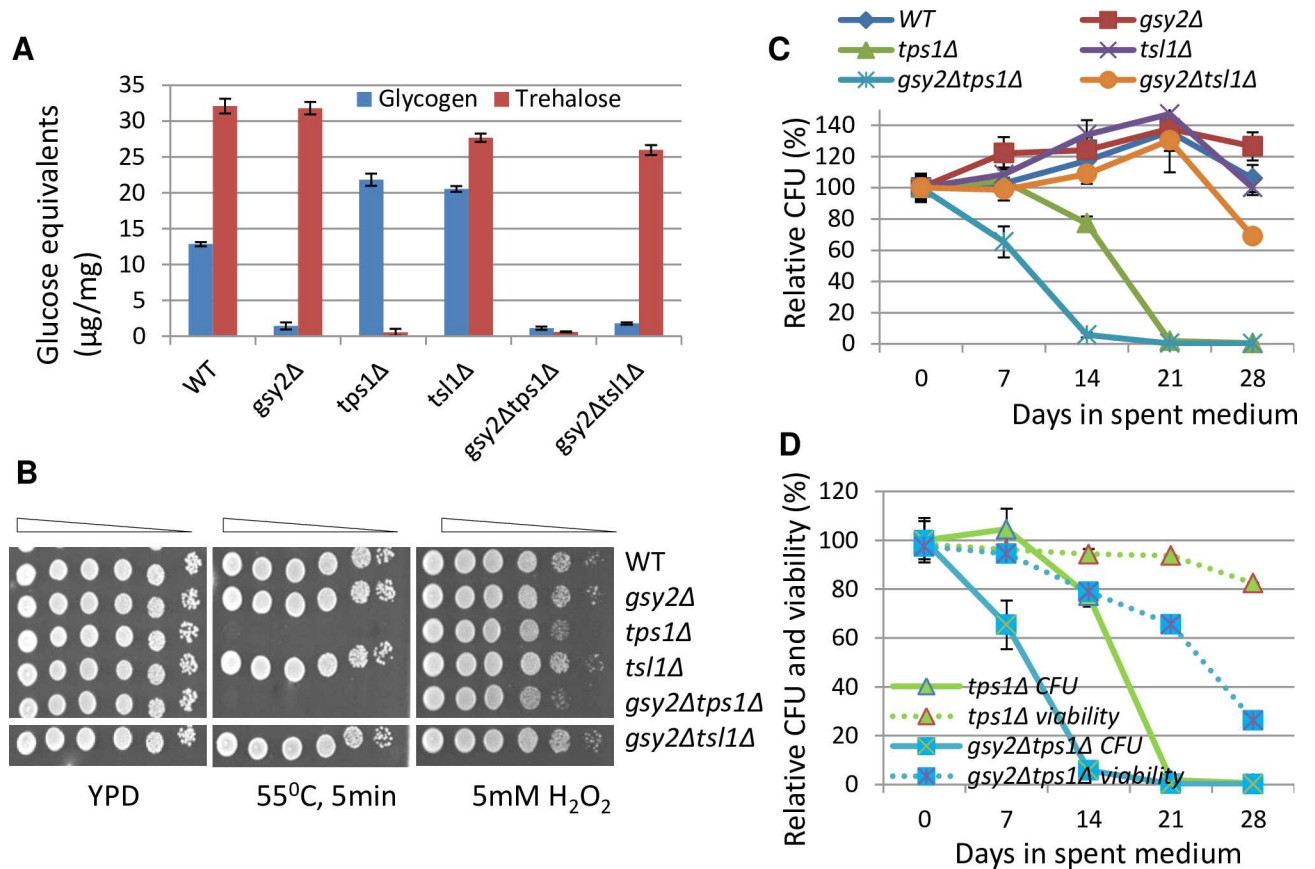 A
Glucose equivalents
(µg/mg)
35
30
25
20
15
10
5
0
Glycogen
Trehalose
WT
gsy2Δ
tps1Δ
tsl1Δ
gsy2Δtps1Δ
gsy2Δtsl1Δ
B
WT
gsy2Δ
tps1Δ
tsl1Δ
gsy2Δtps1Δ
gsy2Δtsl1Δ
YPD
55⁰C, 5min
5mM H₂O₂
C
WT
gsy2Δ
tps1Δ
tsl1Δ
gsy2Δtps1Δ
gsy2Δtsl1Δ
Relative CFU (%)
140
120
100
80
60
40
20
0
0 7 14 21 28
Days in spent medium
D
Relative CFU and viability (%)
120
100
80
60
40
20
0
tps1Δ CFU
tps1Δ viability
gsy2Δtps1Δ CFU
gsy2Δtps1Δ viability
0 7 14 21 28
Days in spent medium